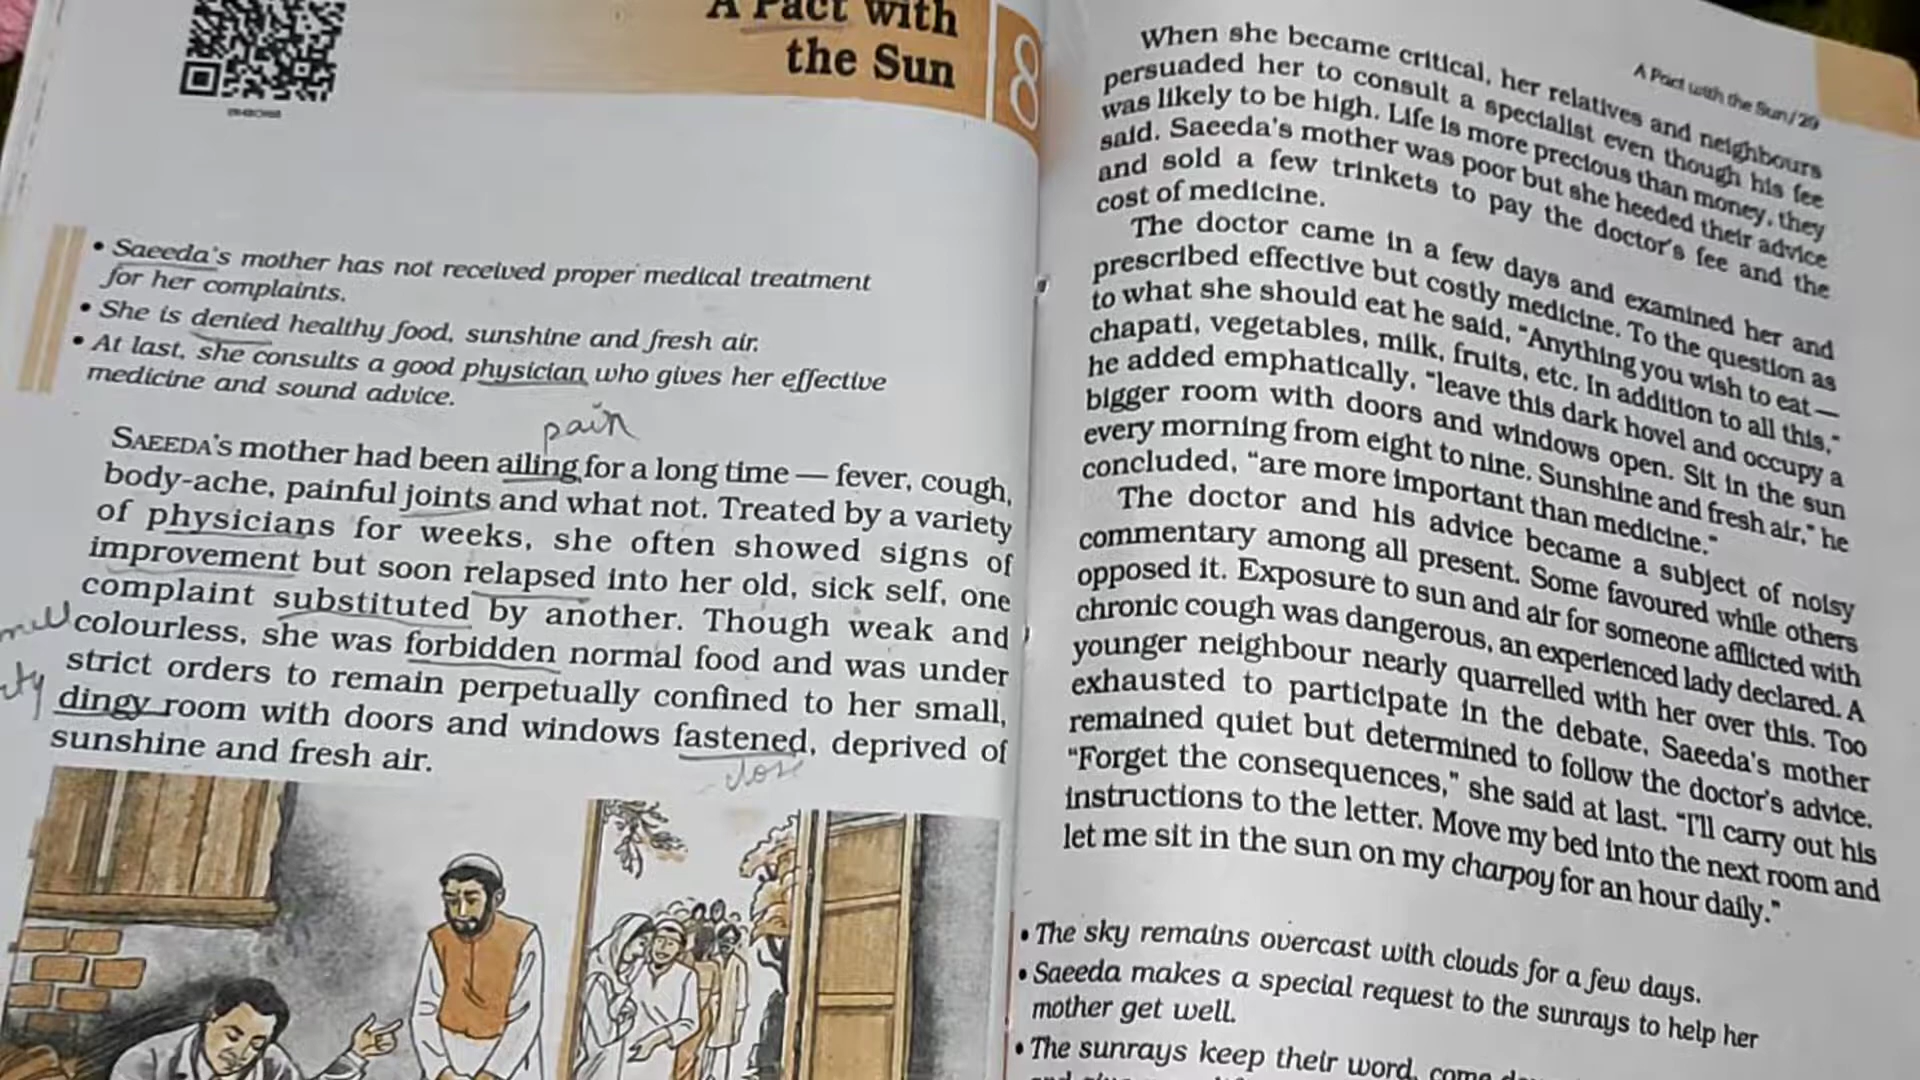 A Pact with
the Sun
8
• Saeeda's mother has not received proper medical treatment
for her complaints.
• She is denied healthy food, sunshine and fresh air.
• At last, she consults a good physician who gives her effective
medicine and sound advice.
pain
SAEEDA'S mother had been ailing for a long time — fever, cough,
body-ache, painful joints and what not. Treated by a variety
of physicians for weeks, she often showed signs of
improvement but soon relapsed into her old, sick self, one
complaint substituted by another. Though weak and
colourless, she was forbidden normal food and was under
strict orders to remain perpetually confined to her small,
dingy room with doors and windows fastened, deprived of
sunshine and fresh air.
A Pact with the Sun/29
When she became critical, her relatives and neighbours
persuaded her to consult a specialist even though his fee
was likely to be high. Life is more precious than money, they
said. Saeeda's mother was poor but she heeded their advice
and sold a few trinkets to pay the doctor's fee and the
cost of medicine.
The doctor came in a few days and examined her and
prescribed effective but costly medicine. To the question as
to what she should eat he said, "Anything you wish to eat —
chapati, vegetables, milk, fruits, etc. In addition to all this,"
he added emphatically, "leave this dark hovel and occupy a
bigger room with doors and windows open. Sit in the sun
every morning from eight to nine. Sunshine and fresh air," he
concluded, "are more important than medicine."
The doctor and his advice became a subject of noisy
commentary among all present. Some favoured while others
opposed it. Exposure to sun and air for someone afflicted with
chronic cough was dangerous, an experienced lady declared. A
younger neighbour nearly quarrelled with her over this. Too
exhausted to participate in the debate, Saeeda's mother
remained quiet but determined to follow the doctor's advice.
"Forget the consequences," she said at last. "I'll carry out his
instructions to the letter. Move my bed into the next room and
let me sit in the sun on my charpoy for an hour daily."
• The sky remains overcast with clouds for a few days.
• Saeeda makes a special request to the sunrays to help her
mother get well.
• The sunrays keep their word, come